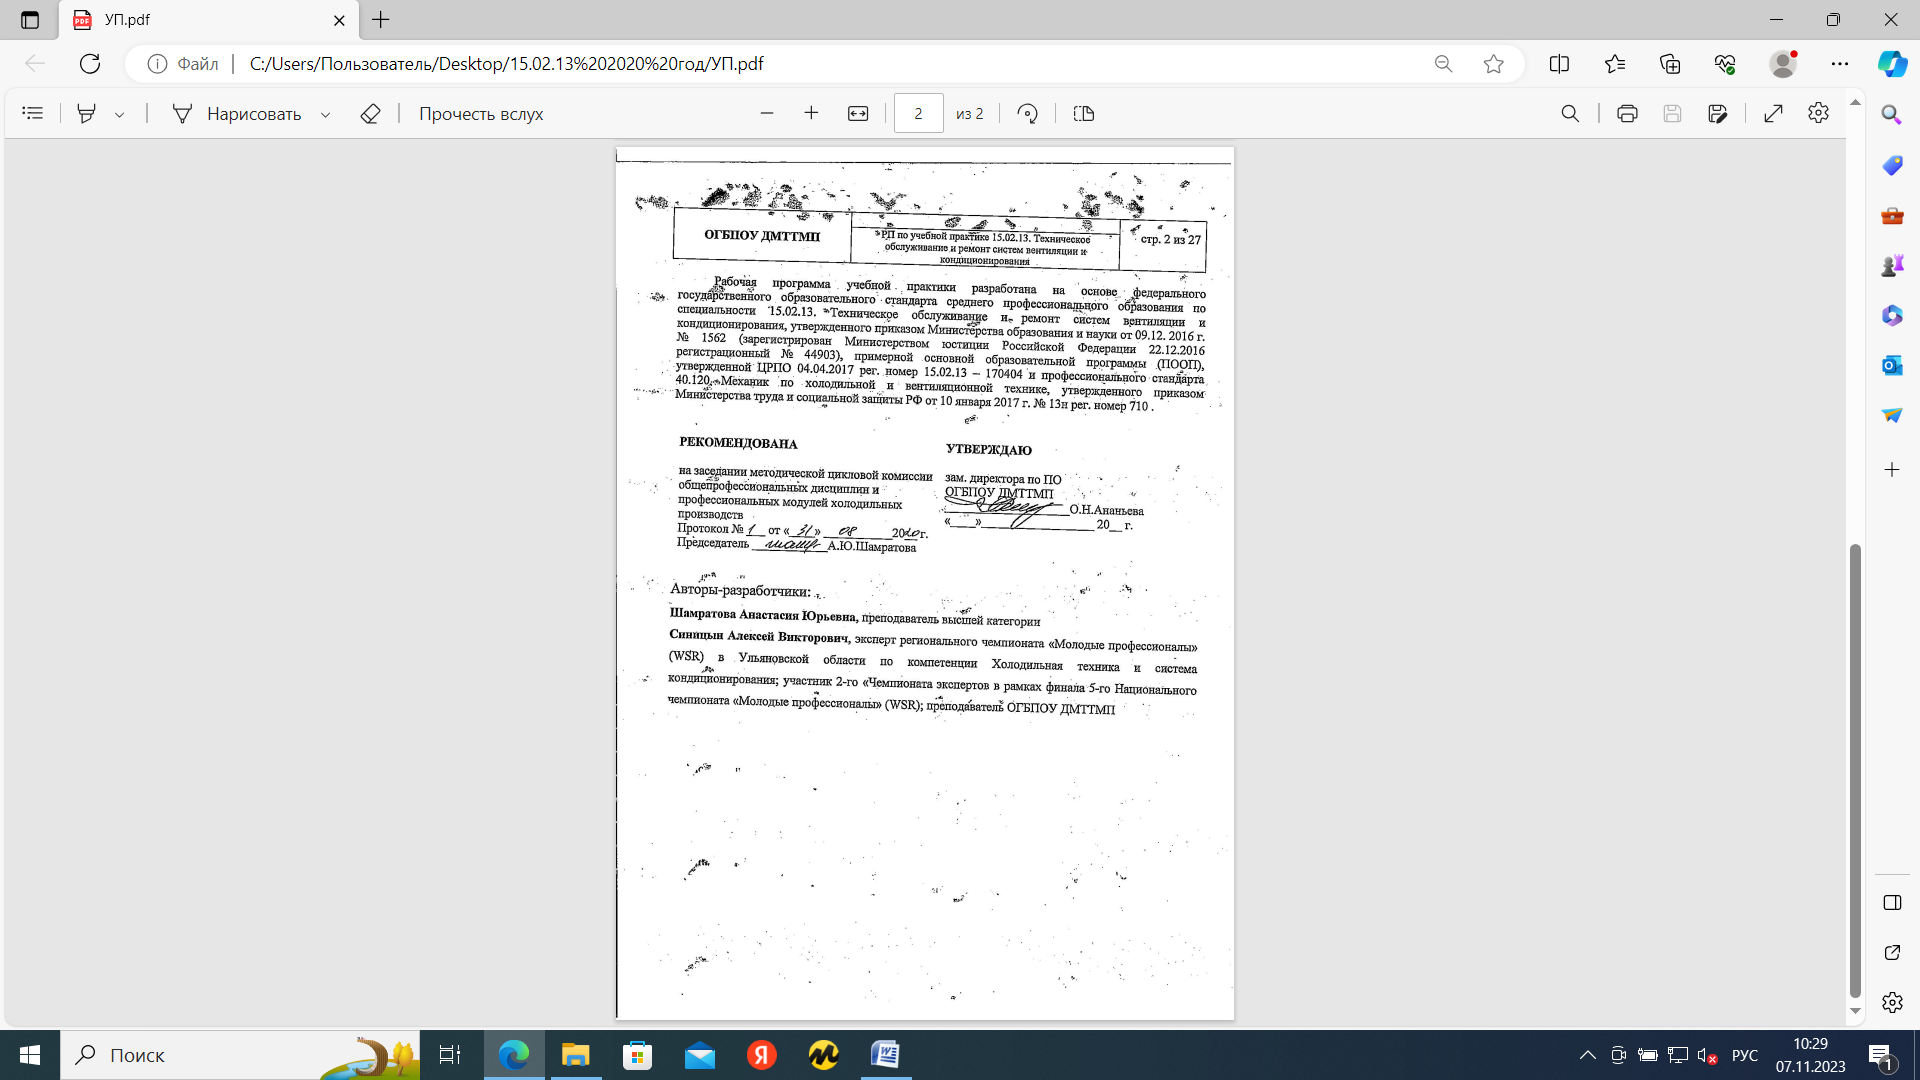 УП.pdf
Файл
C:/Users/Пользователь/Desktop/15.02.13%202020%20год/УП.pdf
Нарисовать
Прочесть вслух
2
из 2
ОГБПОУ ДМТТМП
РП по учебной практике 15.02.13. Техническое
обслуживание и ремонт систем вентиляции и
кондиционирования
стр. 2 из 27
Рабочая программа учебной практики разработана на основе федерального
государственного образовательного стандарта среднего профессионального образования по
специальности 15.02.13. Техническое обслуживание и ремонт систем вентиляции и
кондиционирования, утвержденного приказом Министерства образования и науки от 09.12. 2016 г.
№ 1562 (зарегистрирован Министерством юстиции Российской Федерации 22.12.2016
регистрационный № 44903), примерной основной образовательной программы (ПООП),
утвержденной ЦРПО 04.04.2017 рег. номер 15.02.13 – 170404 и профессионального стандарта
40.120. Механик по холодильной и вентиляционной технике, утвержденного приказом
Министерства труда и социальной защиты РФ от 10 января 2017 г. № 13н рег. номер 710 .
РЕКОМЕНДОВАНА
на заседании методической цикловой комиссии
общепрофессиональных дисциплин и
профессиональных модулей холодильных
производств
Протокол № 1 от «31» 08 2020г.
Председатель А.Ю.Шамратова
УТВЕРЖДАЮ
зам. директора по ПО
ОГБПОУ ДМТТМП
О.Н.Ананьева
«____»__________________ 20__ г.
Авторы-разработчики:
Шамратова Анастасия Юрьевна, преподаватель высшей категории
Синицын Алексей Викторович, эксперт регионального чемпионата «Молодые профессионалы»
(WSR) в Ульяновской области по компетенции Холодильная техника и система
кондиционирования; участник 2-го «Чемпионата экспертов в рамках финала 5-го Национального
чемпионата «Молодые профессионалы» (WSR); преподаватель ОГБПОУ ДМТТМП
Поиск
РУС
10:29
07.11.2023
1